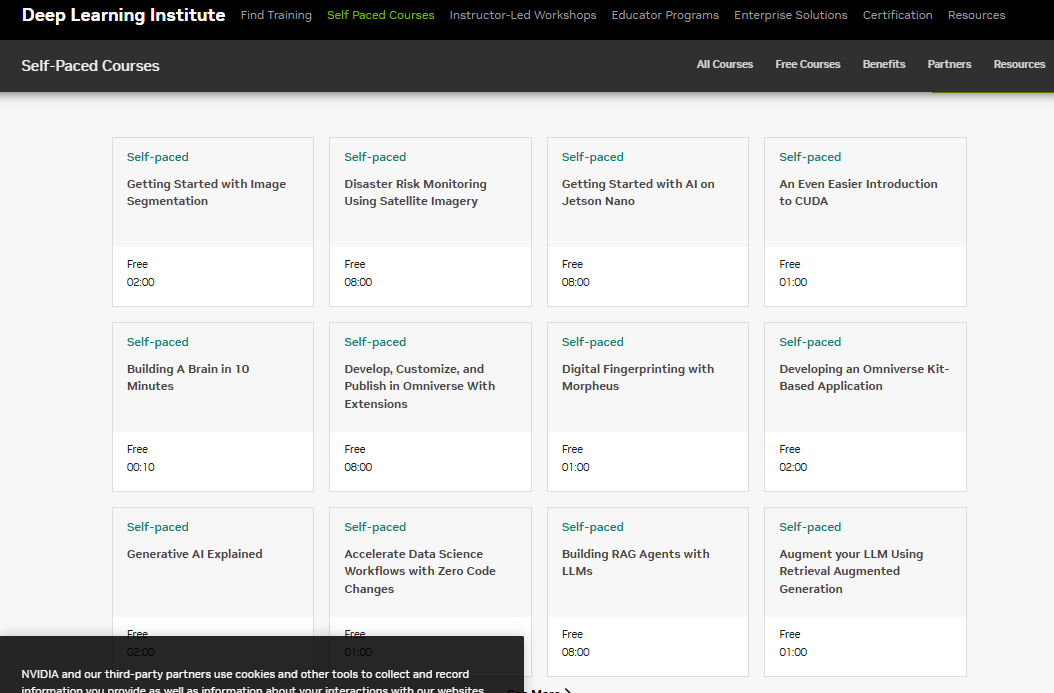 Deep Learning Institute Find Training Self Paced Courses Instructor-Led Workshops Educator Programs Enterprise Solutions Certification Resources
Self-Paced Courses All Courses Free Courses Benefits Partners Resources
Self-paced
Getting Started with Image
Segmentation
Free
02:00
Self-paced
Disaster Risk Monitoring
Using Satellite Imagery
Free
08:00
Self-paced
Getting Started with AI on
Jetson Nano
Free
08:00
Self-paced
An Even Easier Introduction
to CUDA
Free
01:00
Self-paced
Building A Brain in 10
Minutes
Free
00:10
Self-paced
Develop, Customize, and
Publish in Omniverse With
Extensions
Free
08:00
Self-paced
Digital Fingerprinting with
Morpheus
Free
01:00
Self-paced
Developing an Omniverse Kit-
Based Application
Free
02:00
Self-paced
Generative AI Explained
Free
02:00
Self-paced
Accelerate Data Science
Workflows with Zero Code
Changes
Free
01:00
Self-paced
Building RAG Agents with
LLMs
Free
08:00
Self-paced
Augment your LLM Using
Retrieval Augmented
Generation
Free
01:00
NVIDIA and our third-party partners use cookies and other tools to collect and record
information you provide as well as information about your interactions with our websites
More